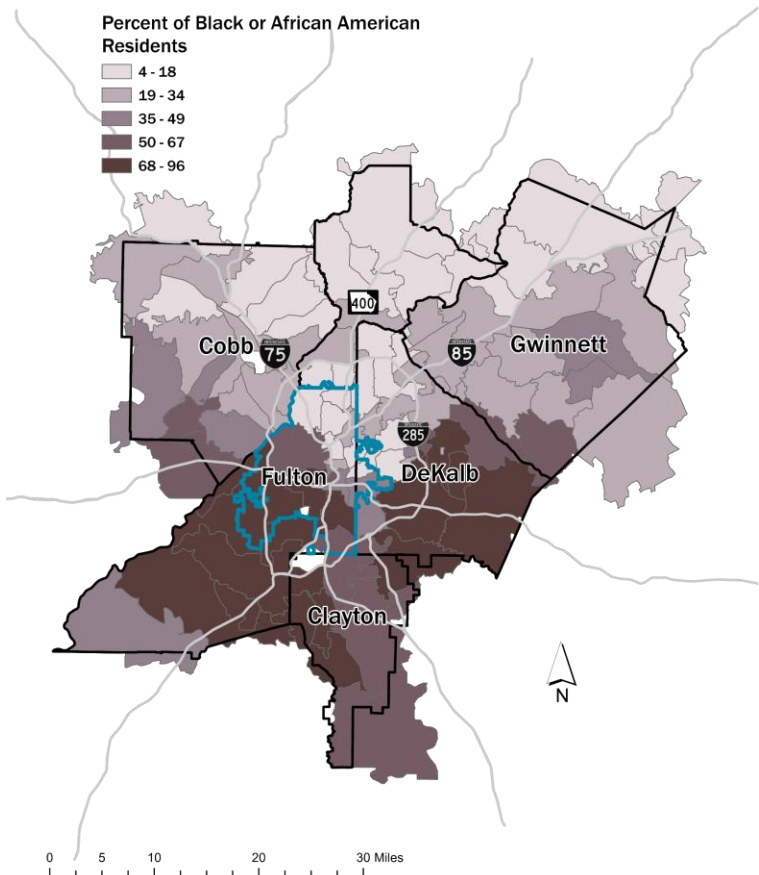 Percent of Black or African American
Residents
4 - 18
19 - 34
35 - 49
50 - 67
68 - 96
400
Cobb
75
85
Gwinnett
285
Fulton
DeKalb
Clayton
N
0 5 10 20 30 Miles